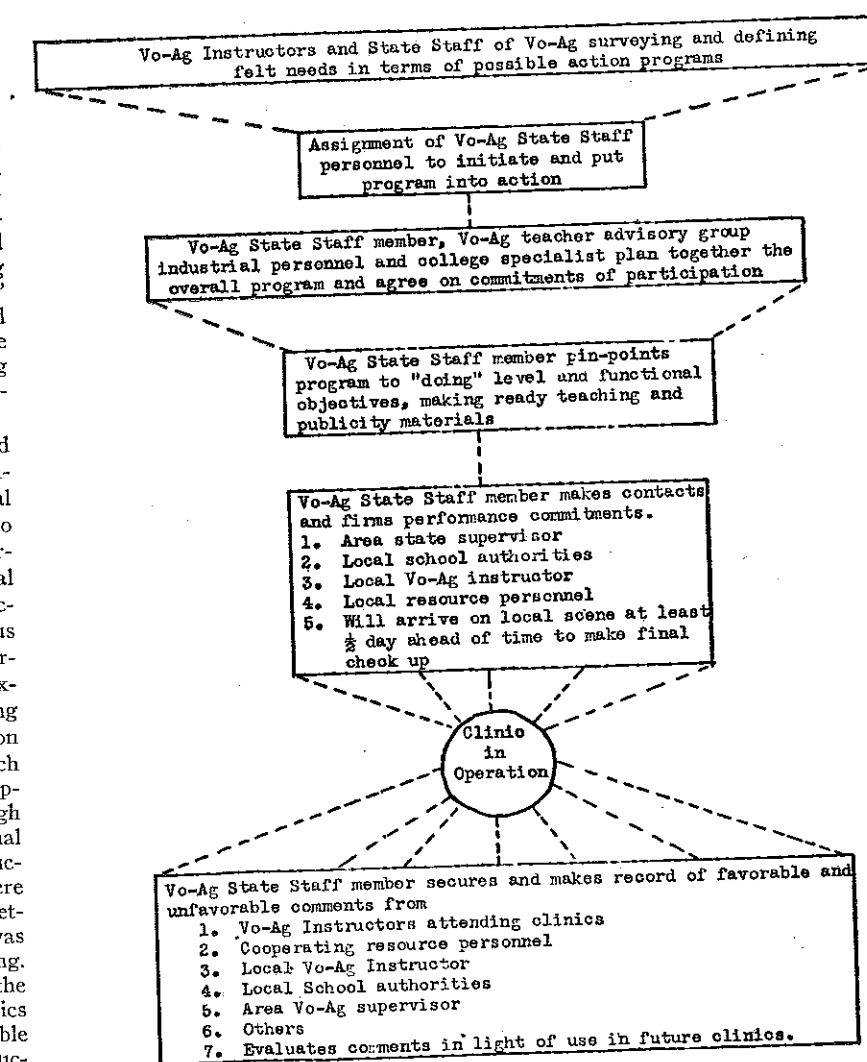 Vo-Ag Instructors and State Staff of Vo-Ag surveying and defining
felt needs in terms of possible action programs
Assignment of Vo-Ag State Staff
personnel to initiate and put
program into action
Vo-Ag State Staff member, Vo-Ag teacher advisory group
industrial personnel and college specialist plan together the
overall program and agree on commitments of participation
Vo-Ag State Staff member pin-points
program to "doing" level and functional
objectives, making ready teaching and
publicity materials
Vo-Ag State Staff member makes contacts
and firms performance commitments.
1. Area state supervisor
2. Local school authorities
3. Local Vo-Ag instructor
4. Local resource personnel
5. Will arrive on local scene at least
½ day ahead of time to make final
check up
Clinic
in
Operation
Vo-Ag State Staff member secures and makes record of favorable and
unfavorable comments from
1. Vo-Ag Instructors attending clinics
2. Cooperating resource personnel
3. Local Vo-Ag Instructor
4. Local School authorities
5. Area Vo-Ag supervisor
6. Others
7. Evaluates comments in light of use in future clinics.